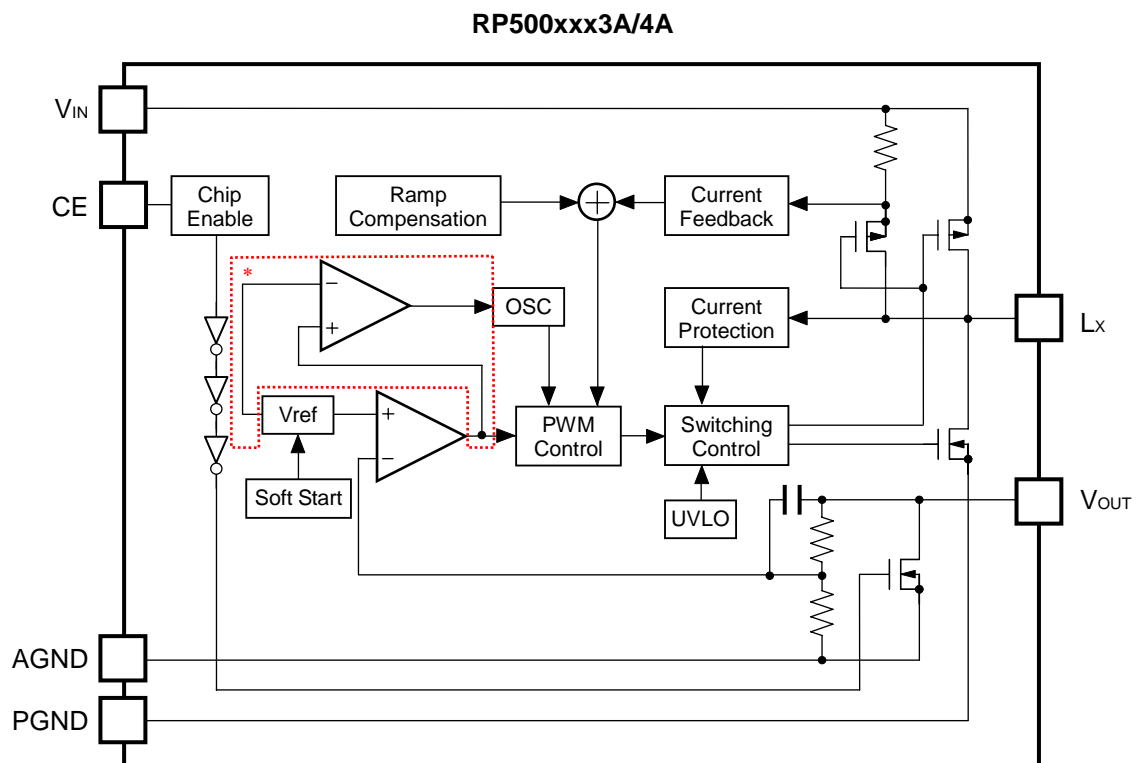 RP500xxx3A/4A
VIN
CE
Chip
Enable
Ramp
Compensation
+
Current
Feedback
*
−
+
OSC
Current
Protection
LX
Vref
+
−
PWM
Control
Switching
Control
Soft Start
UVLO
VOUT
AGND
PGND